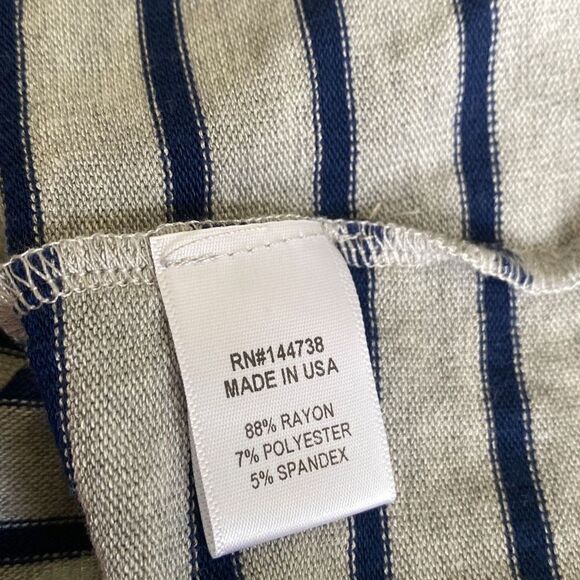 RN#144738
MADE IN USA
88% RAYON
7% POLYESTER
5% SPANDEX